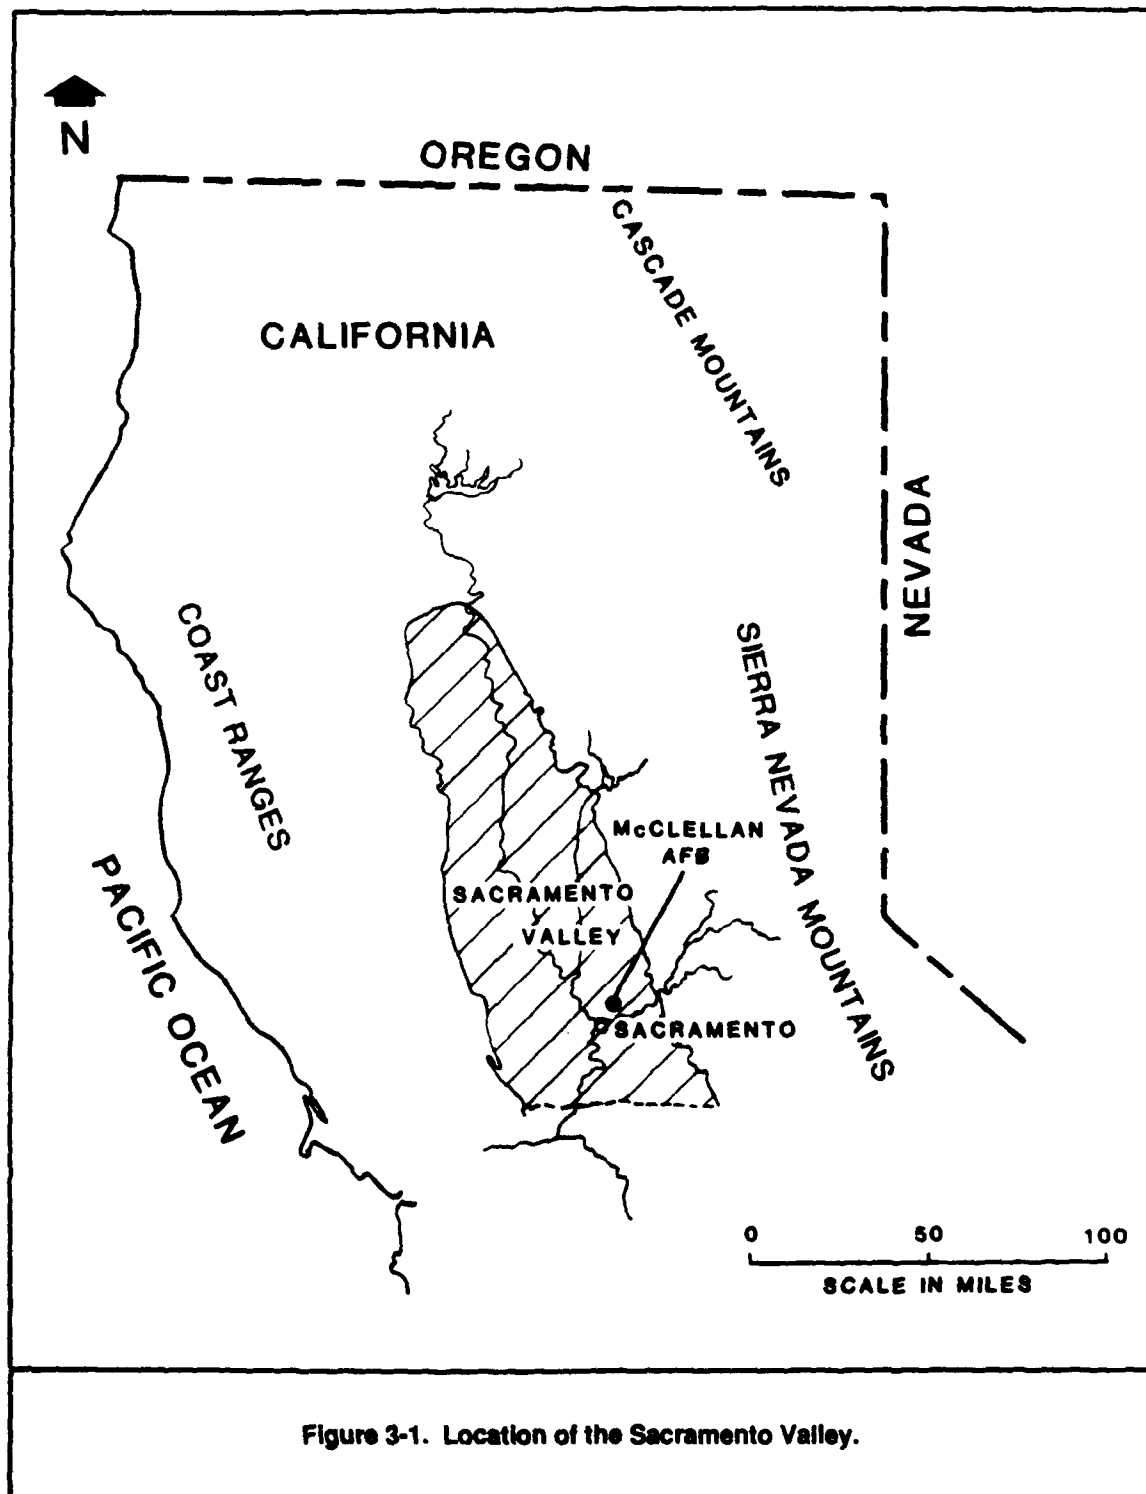 N
OREGON
CASCADE MOUNTAINS
CALIFORNIA
NEVADA
COAST RANGES
SIERRA NEVADA MOUNTAINS
McCLELLAN
AFB
SACRAMENTO
VALLEY
PACIFIC OCEAN
SACRAMENTO
0 50 100
SCALE IN MILES
Figure 3-1. Location of the Sacramento Valley.